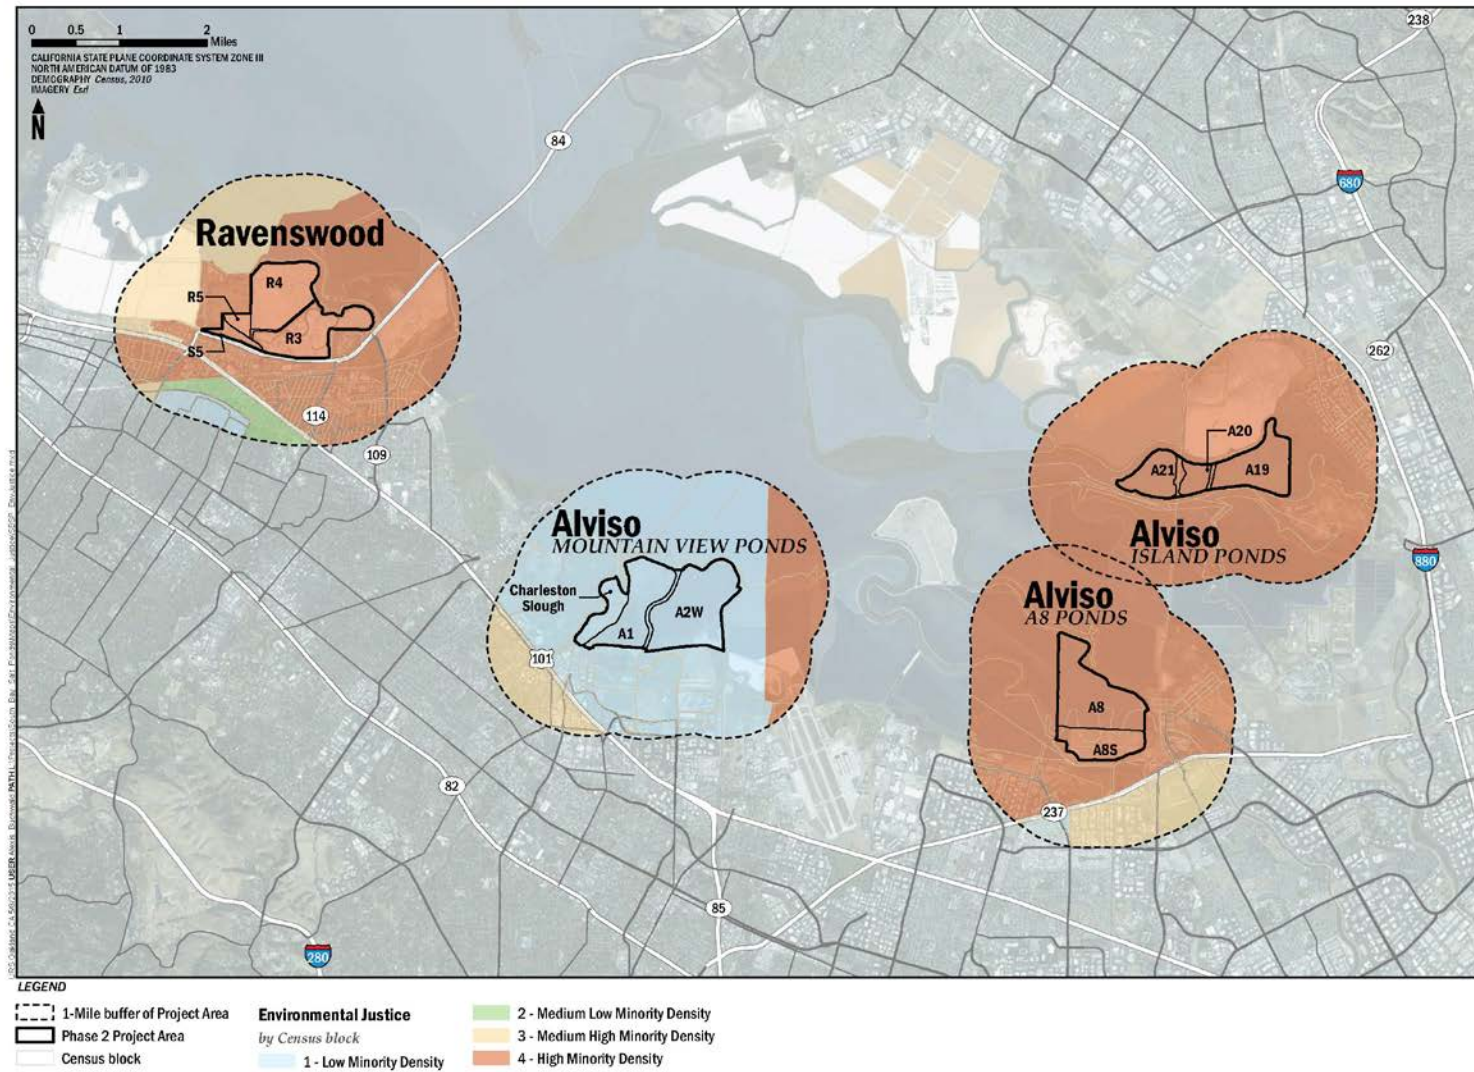 0 0.5 1 2
Miles
CALIFORNIA STATE PLANE COORDINATE SYSTEM ZONE III
NORTH AMERICAN DATUM OF 1983
DEMOGRAPHY Census, 2010
IMAGERY Esri
N
238
84
680
Ravenswood
R4
R5
R3
S5
262
114
A20
109
A21
A19
Alviso
MOUNTAIN VIEW PONDS
Alviso
ISLAND PONDS
880
Charleston
Slough
Alviso
A8 PONDS
A2W
A1
101
A8
A8S
82
237
85
280
LEGEND
1-Mile buffer of Project Area
Phase 2 Project Area
Census block
Environmental Justice
by Census block
1 - Low Minority Density
2 - Medium Low Minority Density
3 - Medium High Minority Density
4 - High Minority Density